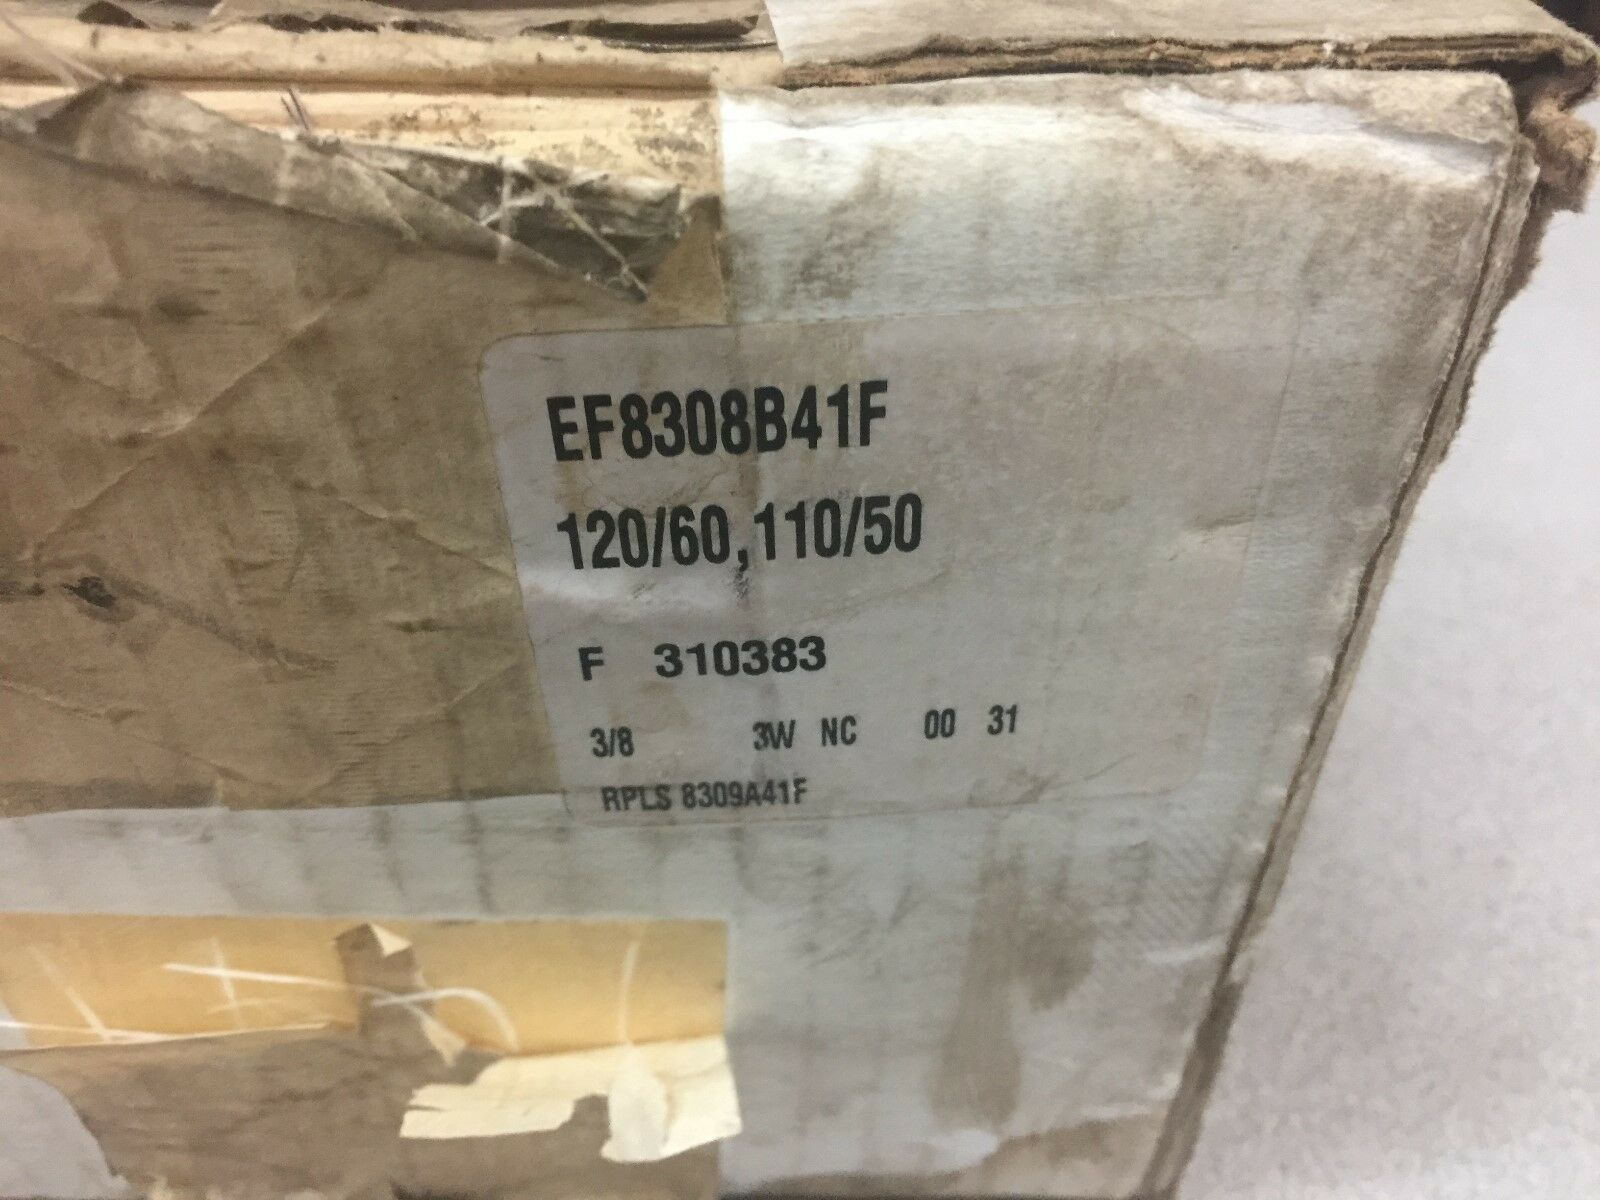 EF8308B41F
120/60,110/50
F 310383
3/8 3W NC 00 31
RPLS 8309A41F